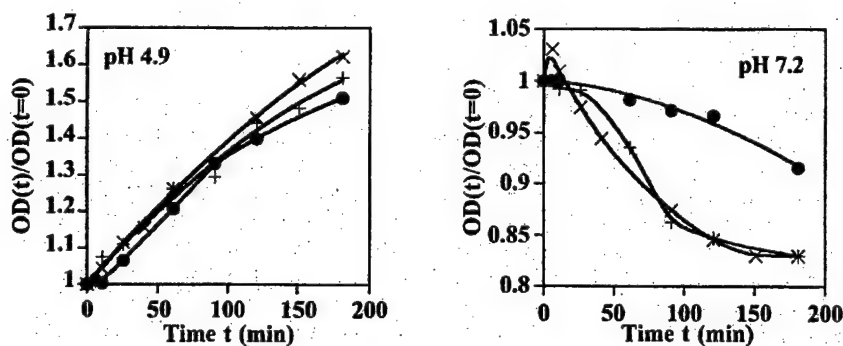 OD(t)/OD(t=0)
1.7
1.6
1.5
1.4
1.3
1.2
1.1
1
pH 4.9
0 50 100 150 200
Time t (min)
OD(t)/OD(t=0)
1.05
1
0.95
0.9
0.85
0.8
pH 7.2
0 50 100 150 200
Time t (min)